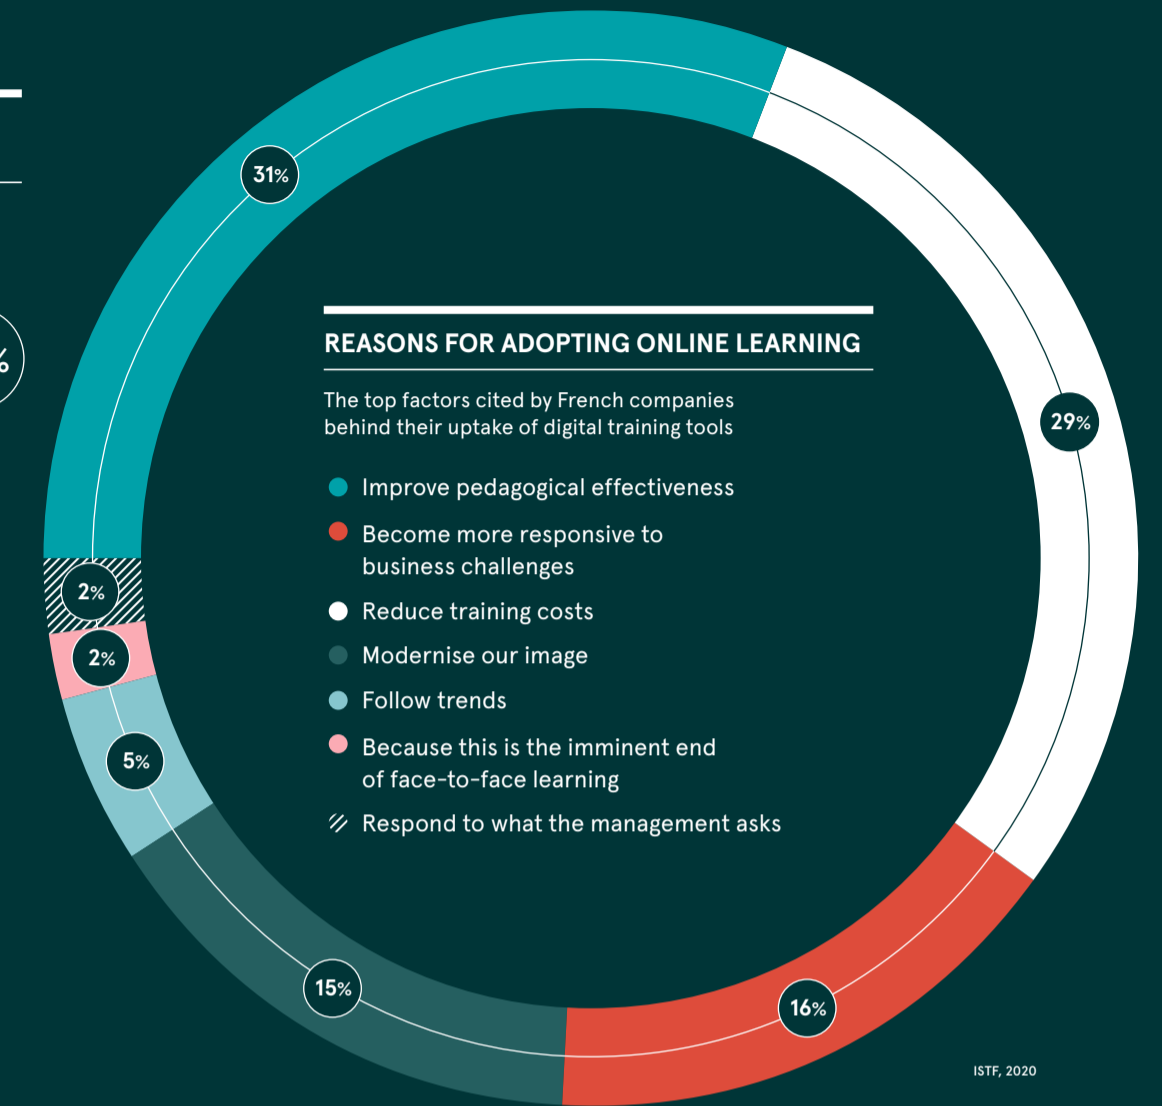 31%
29%
%
REASONS FOR ADOPTING ONLINE LEARNING
The top factors cited by French companies
behind their uptake of digital training tools
Improve pedagogical effectiveness
Become more responsive to
business challenges
Reduce training costs
Modernise our image
Follow trends
Because this is the imminent end
of face-to-face learning
Respond to what the management asks
2%
2%
5%
15%
16%
ISTF, 2020